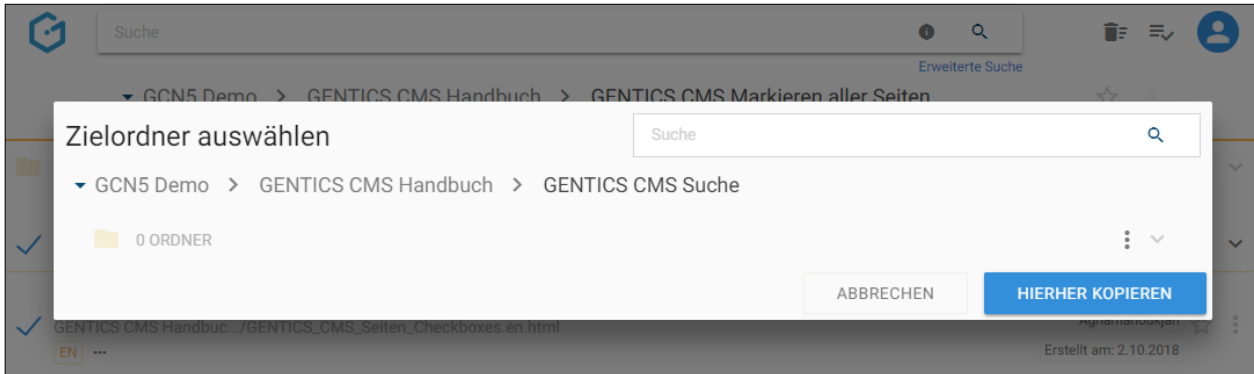 Suche
Erweiterte Suche
GCN5 Demo > GENTICS CMS Handbuch > GENTICS CMS Markieren aller Seiten
Zielordner auswählen
Suche
GCN5 Demo > GENTICS CMS Handbuch > GENTICS CMS Suche
0 ORDNER
ABBRECHEN
HIERHER KOPIEREN
GENTICS CMS Handbuc.../GENTICS_CMS_Seiten_Checkboxes.en.html
EN
Erstellt am: 2.10.2018